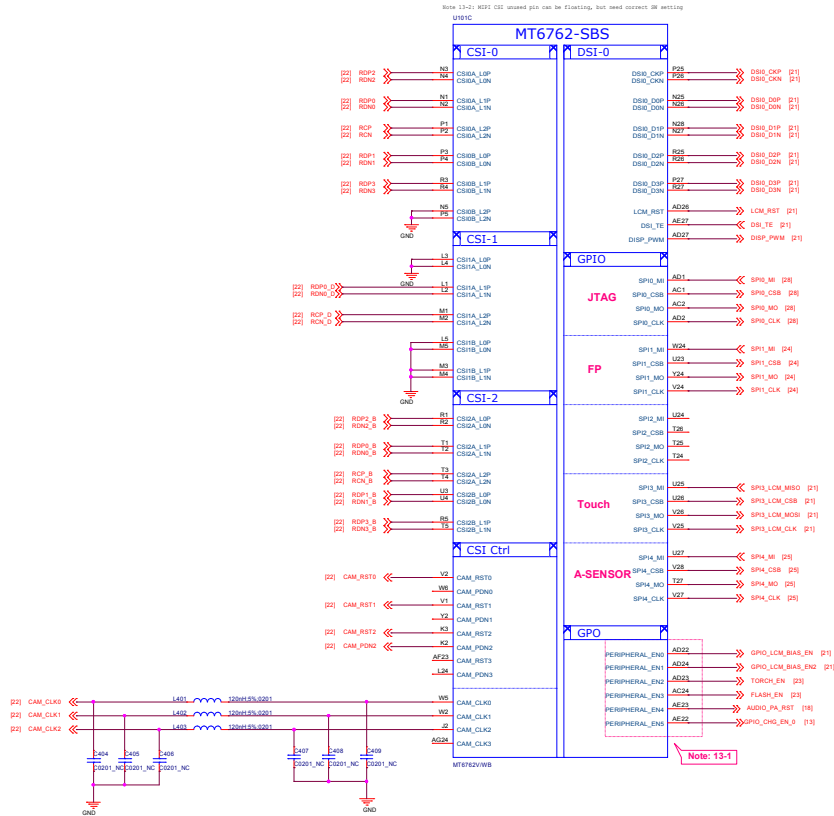 Note 13-2: MIPI CSI unused pin can be floating, but need correct SW setting
U101C
MT6762-SBS
CSI-0
DSI-0
[22] RDP2 N3 CSI0A_L0P
[22] RDN2 N4 CSI0A_L0N
[22] RDP0 N1 CSI0A_L1P
[22] RDN0 N2 CSI0A_L1N
[22] RCP P1 CSI0A_L2P
[22] RCN P2 CSI0A_L2N
[22] RDP1 P3 CSI0B_L0P
[22] RDN1 P4 CSI0B_L0N
[22] RDP3 R3 CSI0B_L1P
[22] RDN3 R4 CSI0B_L1N
N5 CSI0B_L2P
P5 CSI0B_L2N
GND
DSI0_CKP P25 DSI0_CKP [21]
DSI0_CKN P26 DSI0_CKN [21]
DSI0_D0P N25 DSI0_D0P [21]
DSI0_D0N N26 DSI0_D0N [21]
DSI0_D1P N28 DSI0_D1P [21]
DSI0_D1N N27 DSI0_D1N [21]
DSI0_D2P R25 DSI0_D2P [21]
DSI0_D2N R26 DSI0_D2N [21]
DSI0_D3P P27 DSI0_D3P [21]
DSI0_D3N R27 DSI0_D3N [21]
LCM_RST AD26 LCM_RST [21]
DSI_TE AE27 DSI_TE [21]
DISP_PWM AD27 DISP_PWM [21]
CSI-1
L3 CSI1A_L0P
L4 CSI1A_L0N
GND
[22] RDP0_D L1 CSI1A_L1P
[22] RDN0_D L2 CSI1A_L1N
[22] RCP_D M1 CSI1A_L2P
[22] RCN_D M2 CSI1A_L2N
L5 CSI1B_L0P
M5 CSI1B_L0N
M3 CSI1B_L1P
M4 CSI1B_L1N
GND
GPIO
JTAG
SPI0_MI AD1 SPI0_MI [28]
SPI0_CSB AC1 SPI0_CSB [28]
SPI0_MO AC2 SPI0_MO [28]
SPI0_CLK AD2 SPI0_CLK [28]
FP
SPI1_MI W24 SPI1_MI [24]
SPI1_CSB U23 SPI1_CSB [24]
SPI1_MO Y24 SPI1_MO [24]
SPI1_CLK V24 SPI1_CLK [24]
SPI2_MI U24
SPI2_CSB T26
SPI2_MO T25
SPI2_CLK T24
Touch
SPI3_MI U25 SPI3_LCM_MISO [21]
SPI3_CSB U26 SPI3_LCM_CSB [21]
SPI3_MO V26 SPI3_LCM_MOSI [21]
SPI3_CLK V25 SPI3_LCM_CLK [21]
A-SENSOR
SPI4_MI U27 SPI4_MI [25]
SPI4_CSB V28 SPI4_CSB [25]
SPI4_MO T27 SPI4_MO [25]
SPI4_CLK V27 SPI4_CLK [25]
CSI-2
[22] RDP2_B R1 CSI2A_L0P
[22] RDN2_B R2 CSI2A_L0N
[22] RDP0_B T1 CSI2A_L1P
[22] RDN0_B T2 CSI2A_L1N
[22] RCP_B T3 CSI2A_L2P
[22] RCN_B T4 CSI2A_L2N
[22] RDP1_B U3 CSI2B_L0P
[22] RDN1_B U4 CSI2B_L0N
[22] RDP3_B R5 CSI2B_L1P
[22] RDN3_B T5 CSI2B_L1N
CSI Ctrl
[22] CAM_RST0 V2 CAM_RST0
W6 CAM_PDN0
[22] CAM_RST1 V1 CAM_RST1
Y2 CAM_PDN1
[22] CAM_RST2 K3 CAM_RST2
[22] CAM_PDN2 K2 CAM_PDN2
AF23 CAM_RST3
L24 CAM_PDN3
GPO
PERIPHERAL_EN0 AD22 GPIO_LCM_BIAS_EN [21]
PERIPHERAL_EN1 AD24 GPIO_LCM_BIAS_EN2 [21]
PERIPHERAL_EN2 AD23 TORCH_EN [23]
PERIPHERAL_EN3 AC24 FLASH_EN [23]
PERIPHERAL_EN4 AE23 AUDIO_PA_RST [18]
PERIPHERAL_EN5 AE22 GPIO_CHG_EN_0 [13]
Note: 13-1
[22] CAM_CLK0 L401 120nH;5%;0201 W5 CAM_CLK0
[22] CAM_CLK1 L402 120nH;5%;0201 W2 CAM_CLK1
[22] CAM_CLK2 L403 120nH;5%;0201 J2 CAM_CLK2
AG24 CAM_CLK3
C404 C405 C406 C407 C408 C409
C0201_NC C0201_NC C0201_NC C0201_NC C0201_NC C0201_NC
GND
GND
MT6762V/WB